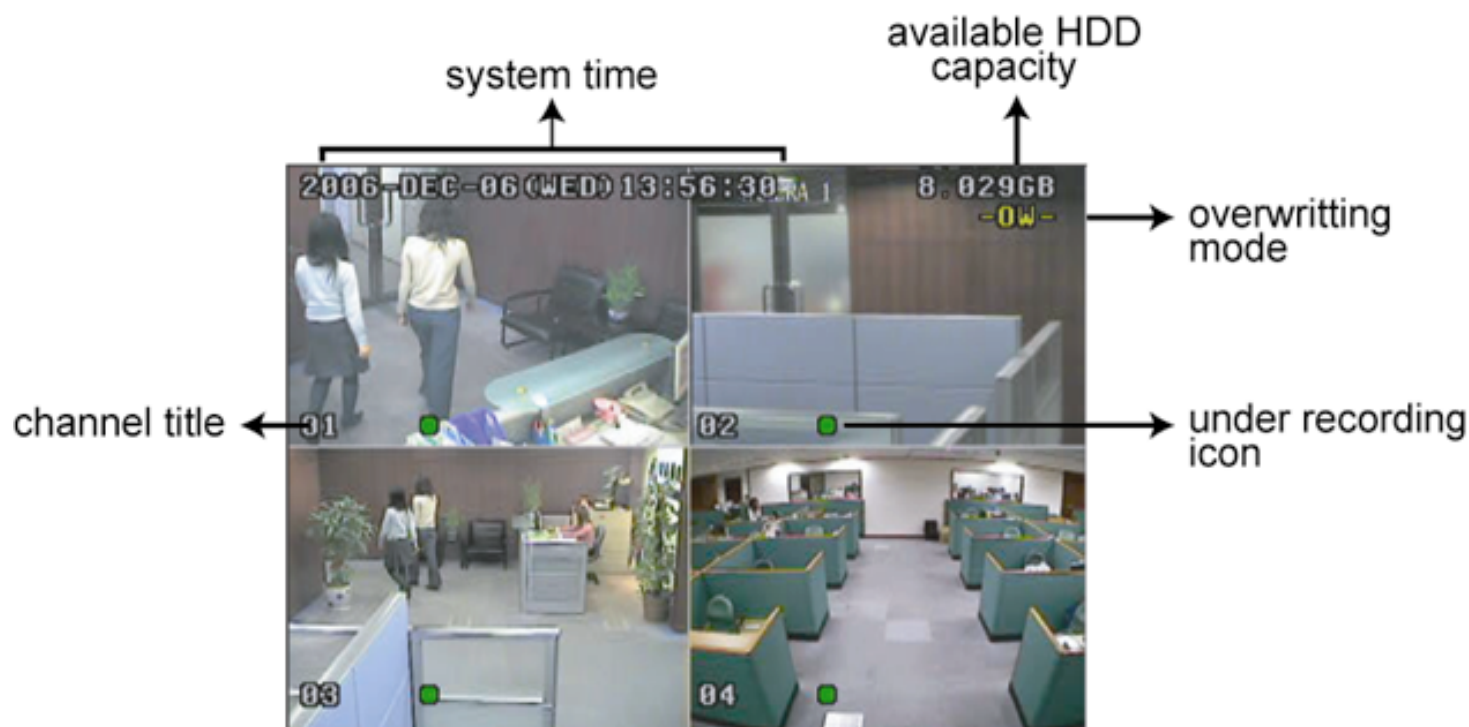 available HDD
capacity
system time
2006-DEC-06(WED)13:56:30
8.029GB
-OW-
overwritting
mode
channel title
01
02
under recording
icon
03
04